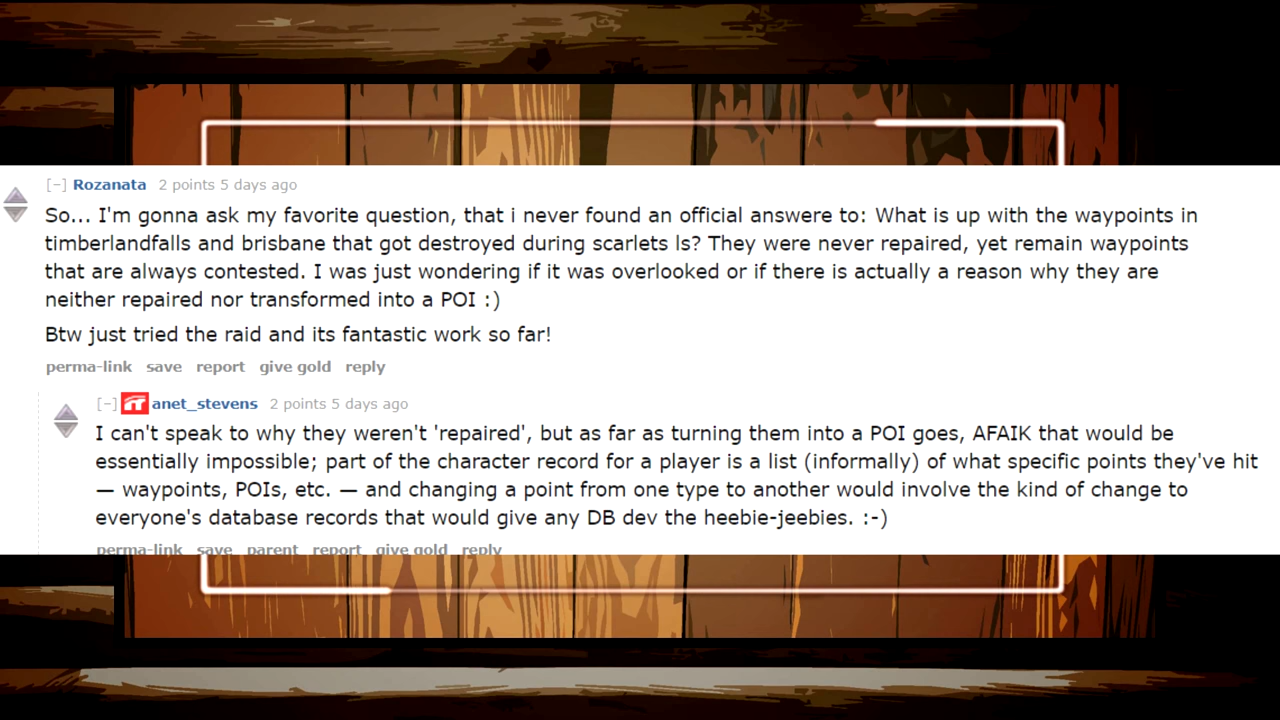 [–] Rozanata 2 points 5 days ago
So... I'm gonna ask my favorite question, that i never found an official answere to: What is up with the waypoints in
timberlandfalls and brisbane that got destroyed during scarlets ls? They were never repaired, yet remain waypoints
that are always contested. I was just wondering if it was overlooked or if there is actually a reason why they are
neither repaired nor transformed into a POI :)
Btw just tried the raid and its fantastic work so far!
perma-link save report give gold reply
[–] anet_stevens 2 points 5 days ago
I can't speak to why they weren't 'repaired', but as far as turning them into a POI goes, AFAIK that would be
essentially impossible; part of the character record for a player is a list (informally) of what specific points they've hit
— waypoints, POIs, etc. — and changing a point from one type to another would involve the kind of change to
everyone's database records that would give any DB dev the heebie-jeebies. :-)
perma-link save parent report give gold reply